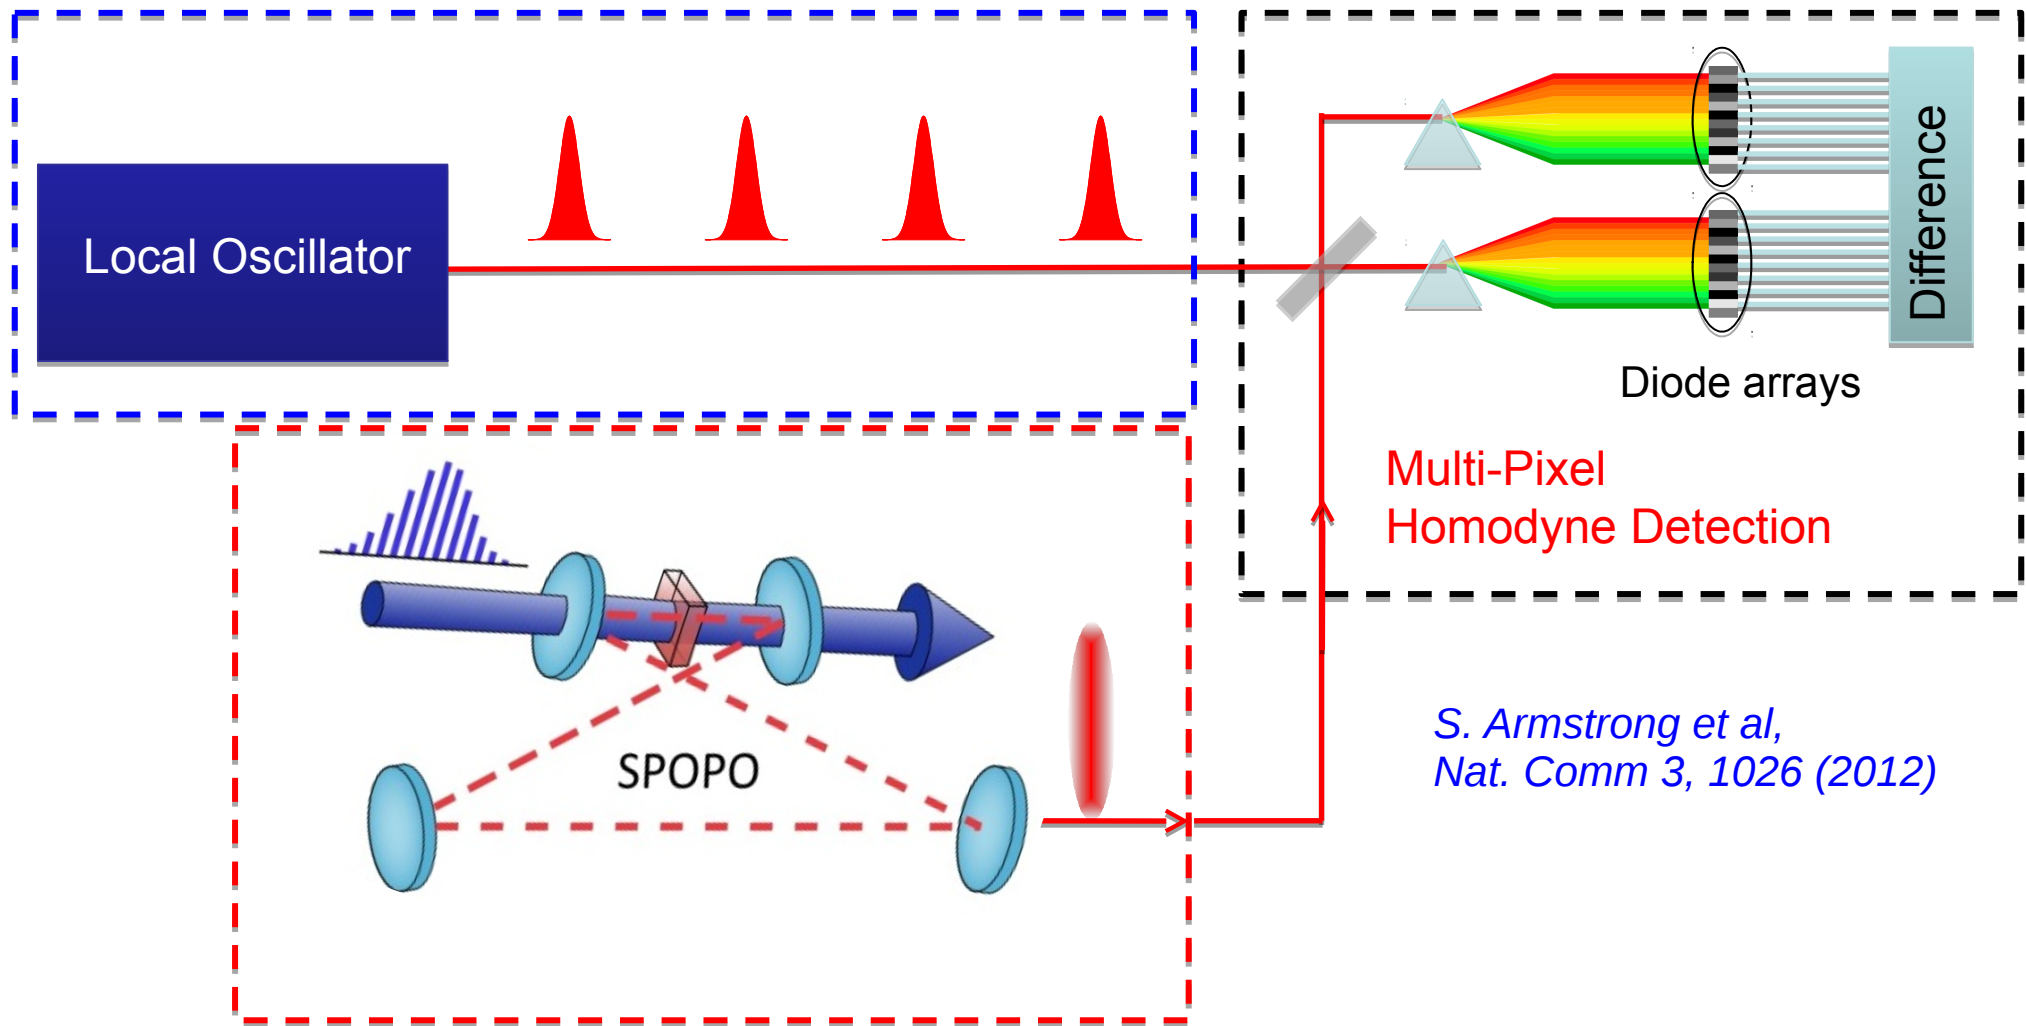 Local Oscillator
Difference
Diode arrays
Multi-Pixel
Homodyne Detection
SPOPO
S. Armstrong et al,
Nat. Comm 3, 1026 (2012)